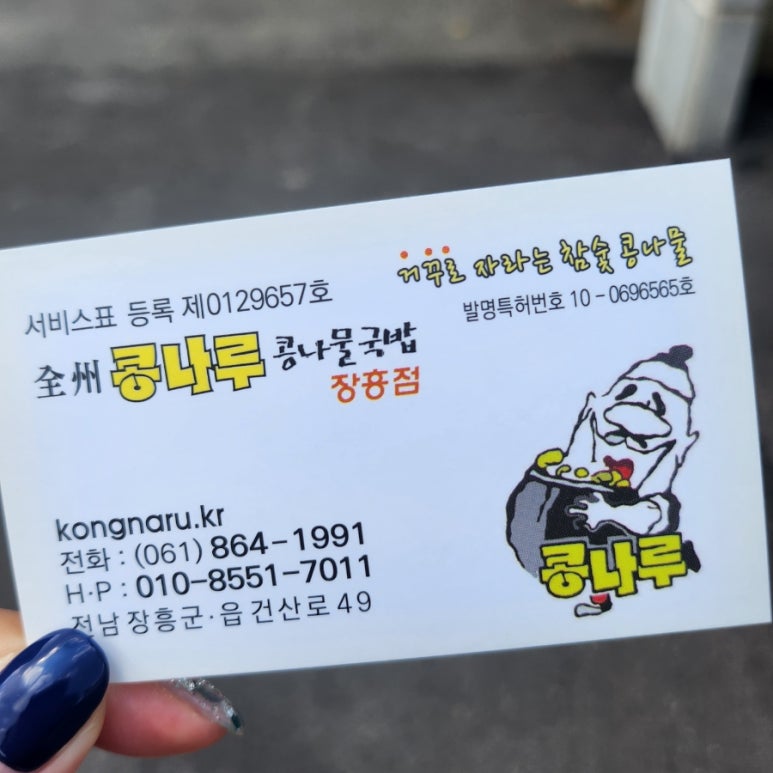 거꾸로 자라는 참숯 콩나물
발명특허번호 10-0696565호
서비스표 등록 제0129657호
全州 콩나루 콩나물국밥
장흥점
kongnaru.kr
전화 : (061) 864-1991
H·P : 010-8551-7011
전남 장흥군·읍 건산로 49
콩나루